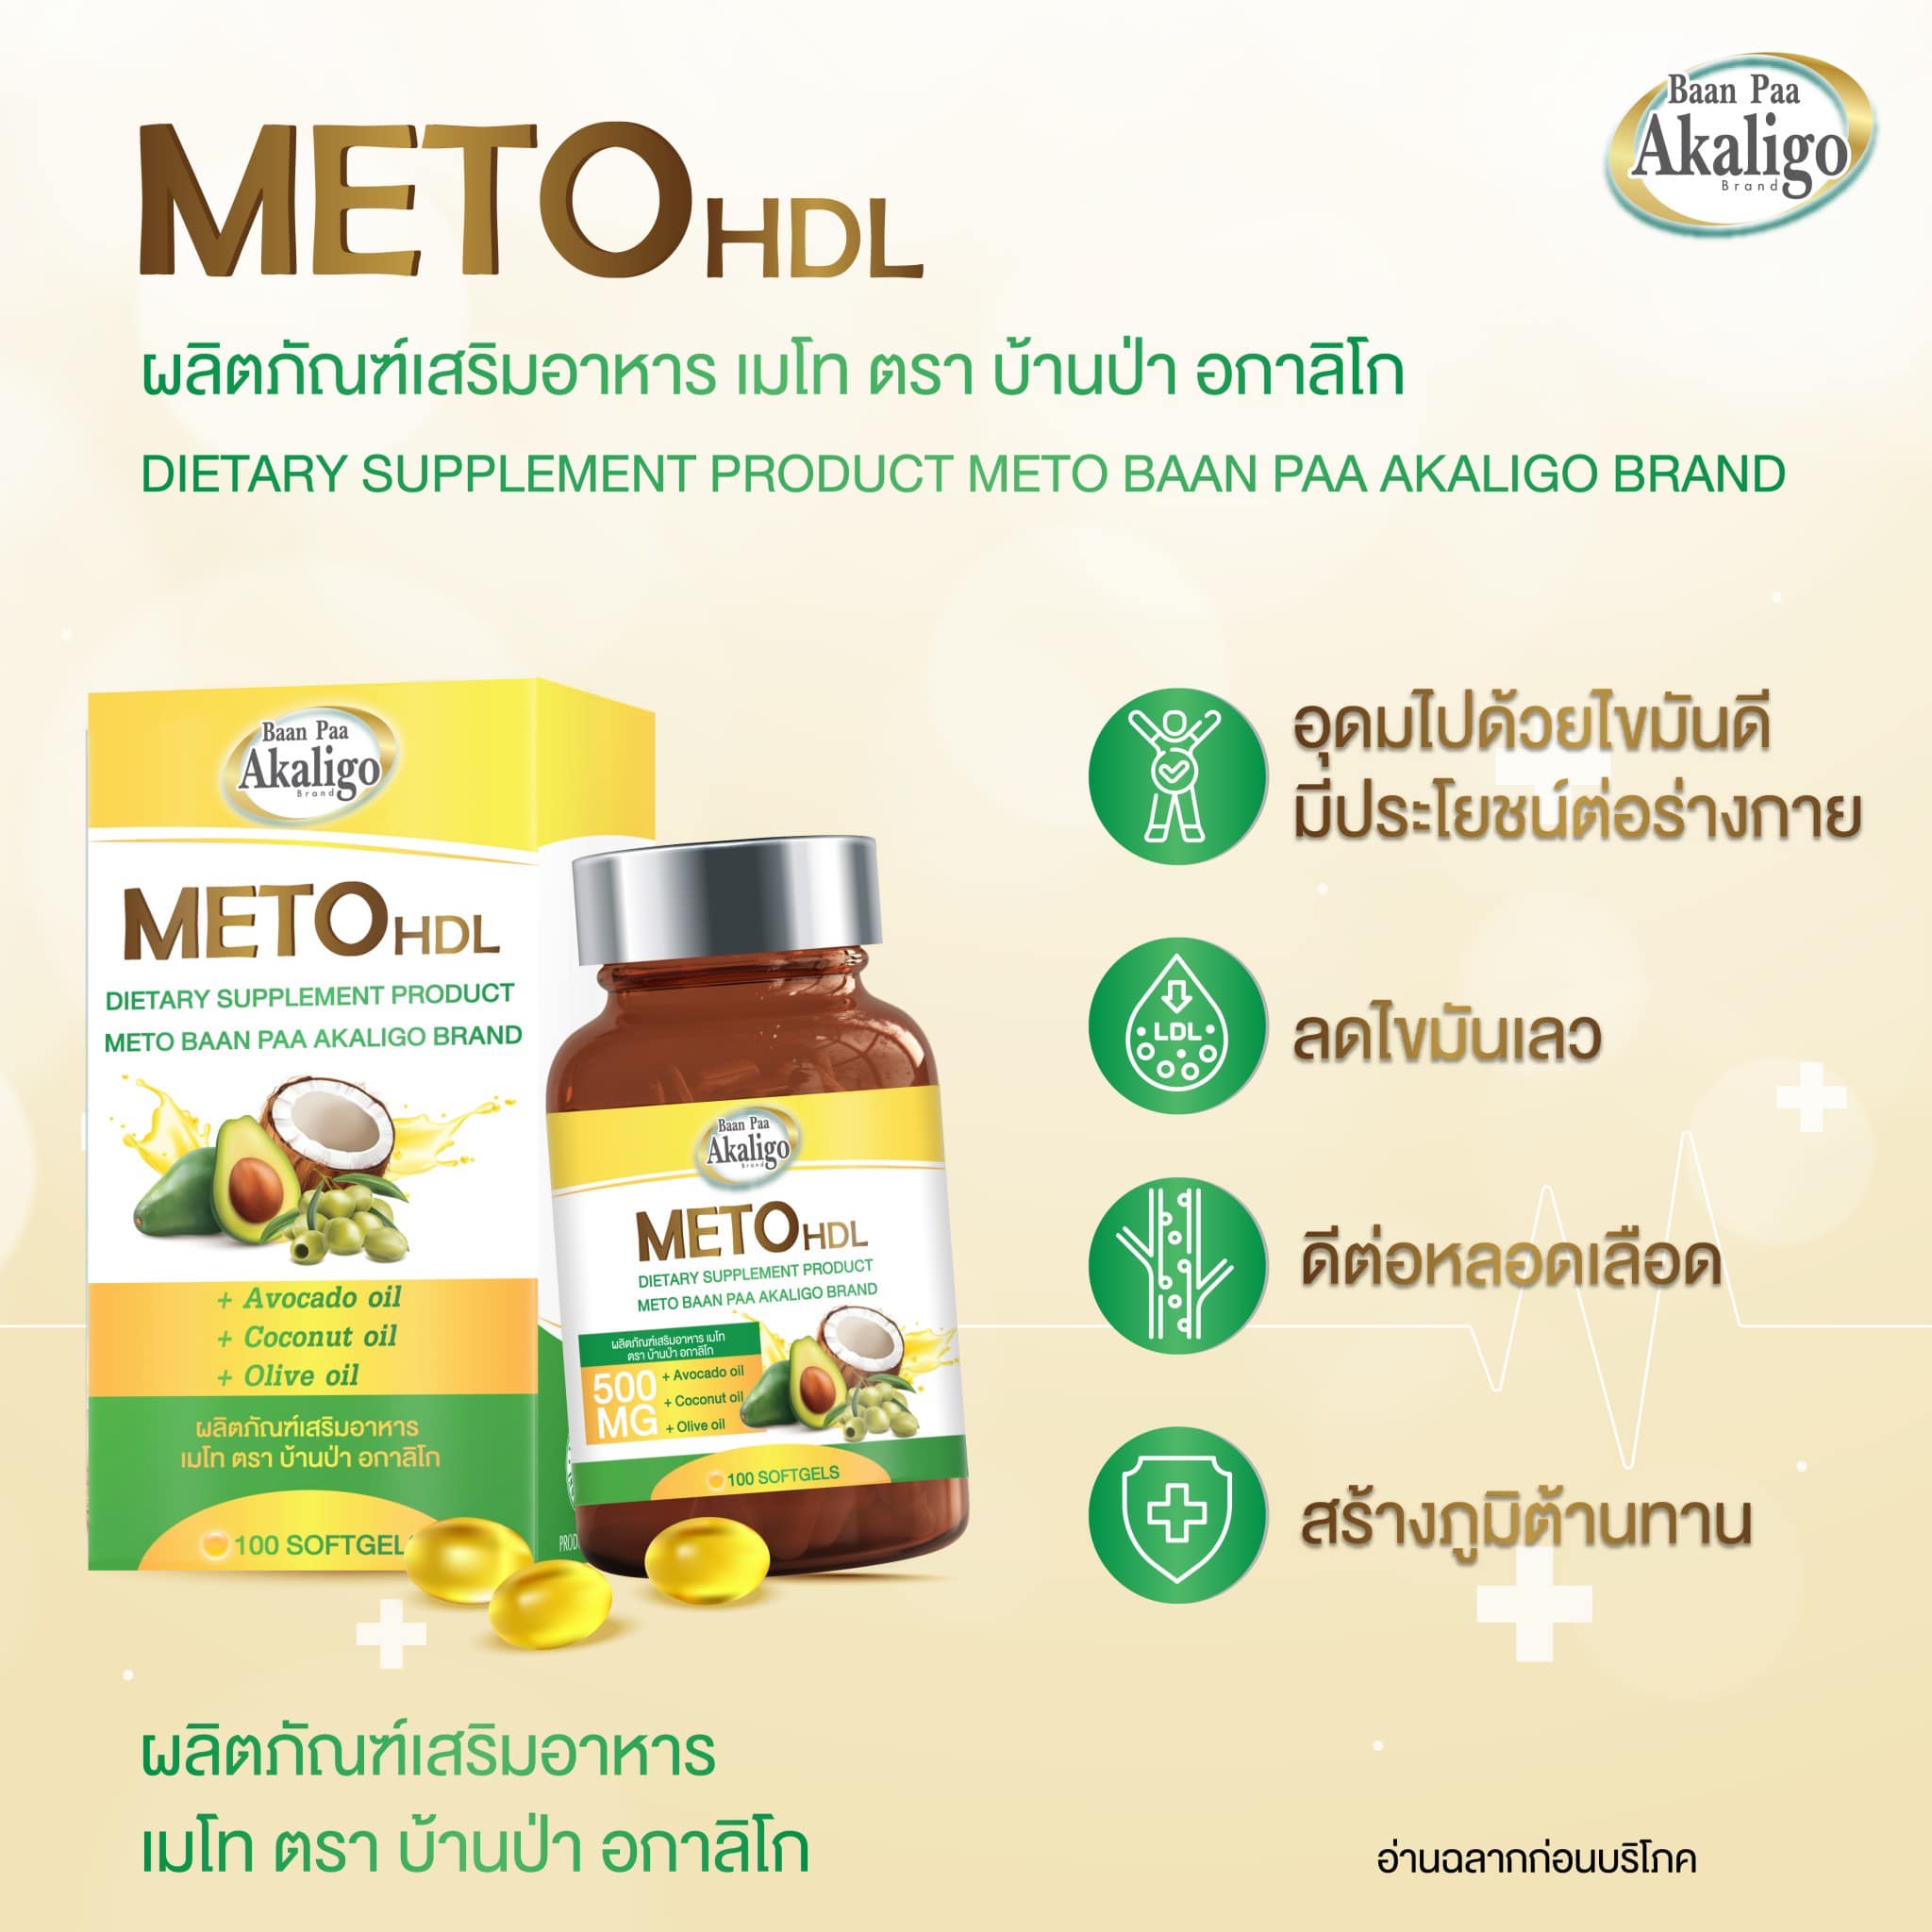 Baan Paa
Akaligo
Brand
METO HDL
ผลิตภัณฑ์เสริมอาหาร เมโท ตรา บ้านป่า อกาลิโก
DIETARY SUPPLEMENT PRODUCT METO BAAN PAA AKALIGO BRAND
Baan Paa
Akaligo
Brand
METO HDL
DIETARY SUPPLEMENT PRODUCT
METO BAAN PAA AKALIGO BRAND
+ Avocado oil
+ Coconut oil
+ Olive oil
ผลิตภัณฑ์เสริมอาหาร
เมโท ตรา บ้านป่า อกาลิโก
100 SOFTGEL
Baan Paa
Akaligo
Brand
METO HDL
DIETARY SUPPLEMENT PRODUCT
METO BAAN PAA AKALIGO BRAND
ผลิตภัณฑ์เสริมอาหาร เมโท
ตรา บ้านป่า อกาลิโก
500 MG
+ Avocado oil
+ Coconut oil
+ Olive oil
100 SOFTGELS
อุดมไปด้วยไขมันดี
มีประโยชน์ต่อร่างกาย
LDL
ลดไขมันเลว
ดีต่อหลอดเลือด
สร้างภูมิต้านทาน
ผลิตภัณฑ์เสริมอาหาร
เมโท ตรา บ้านป่า อกาลิโก
อ่านฉลากก่อนบริโภค